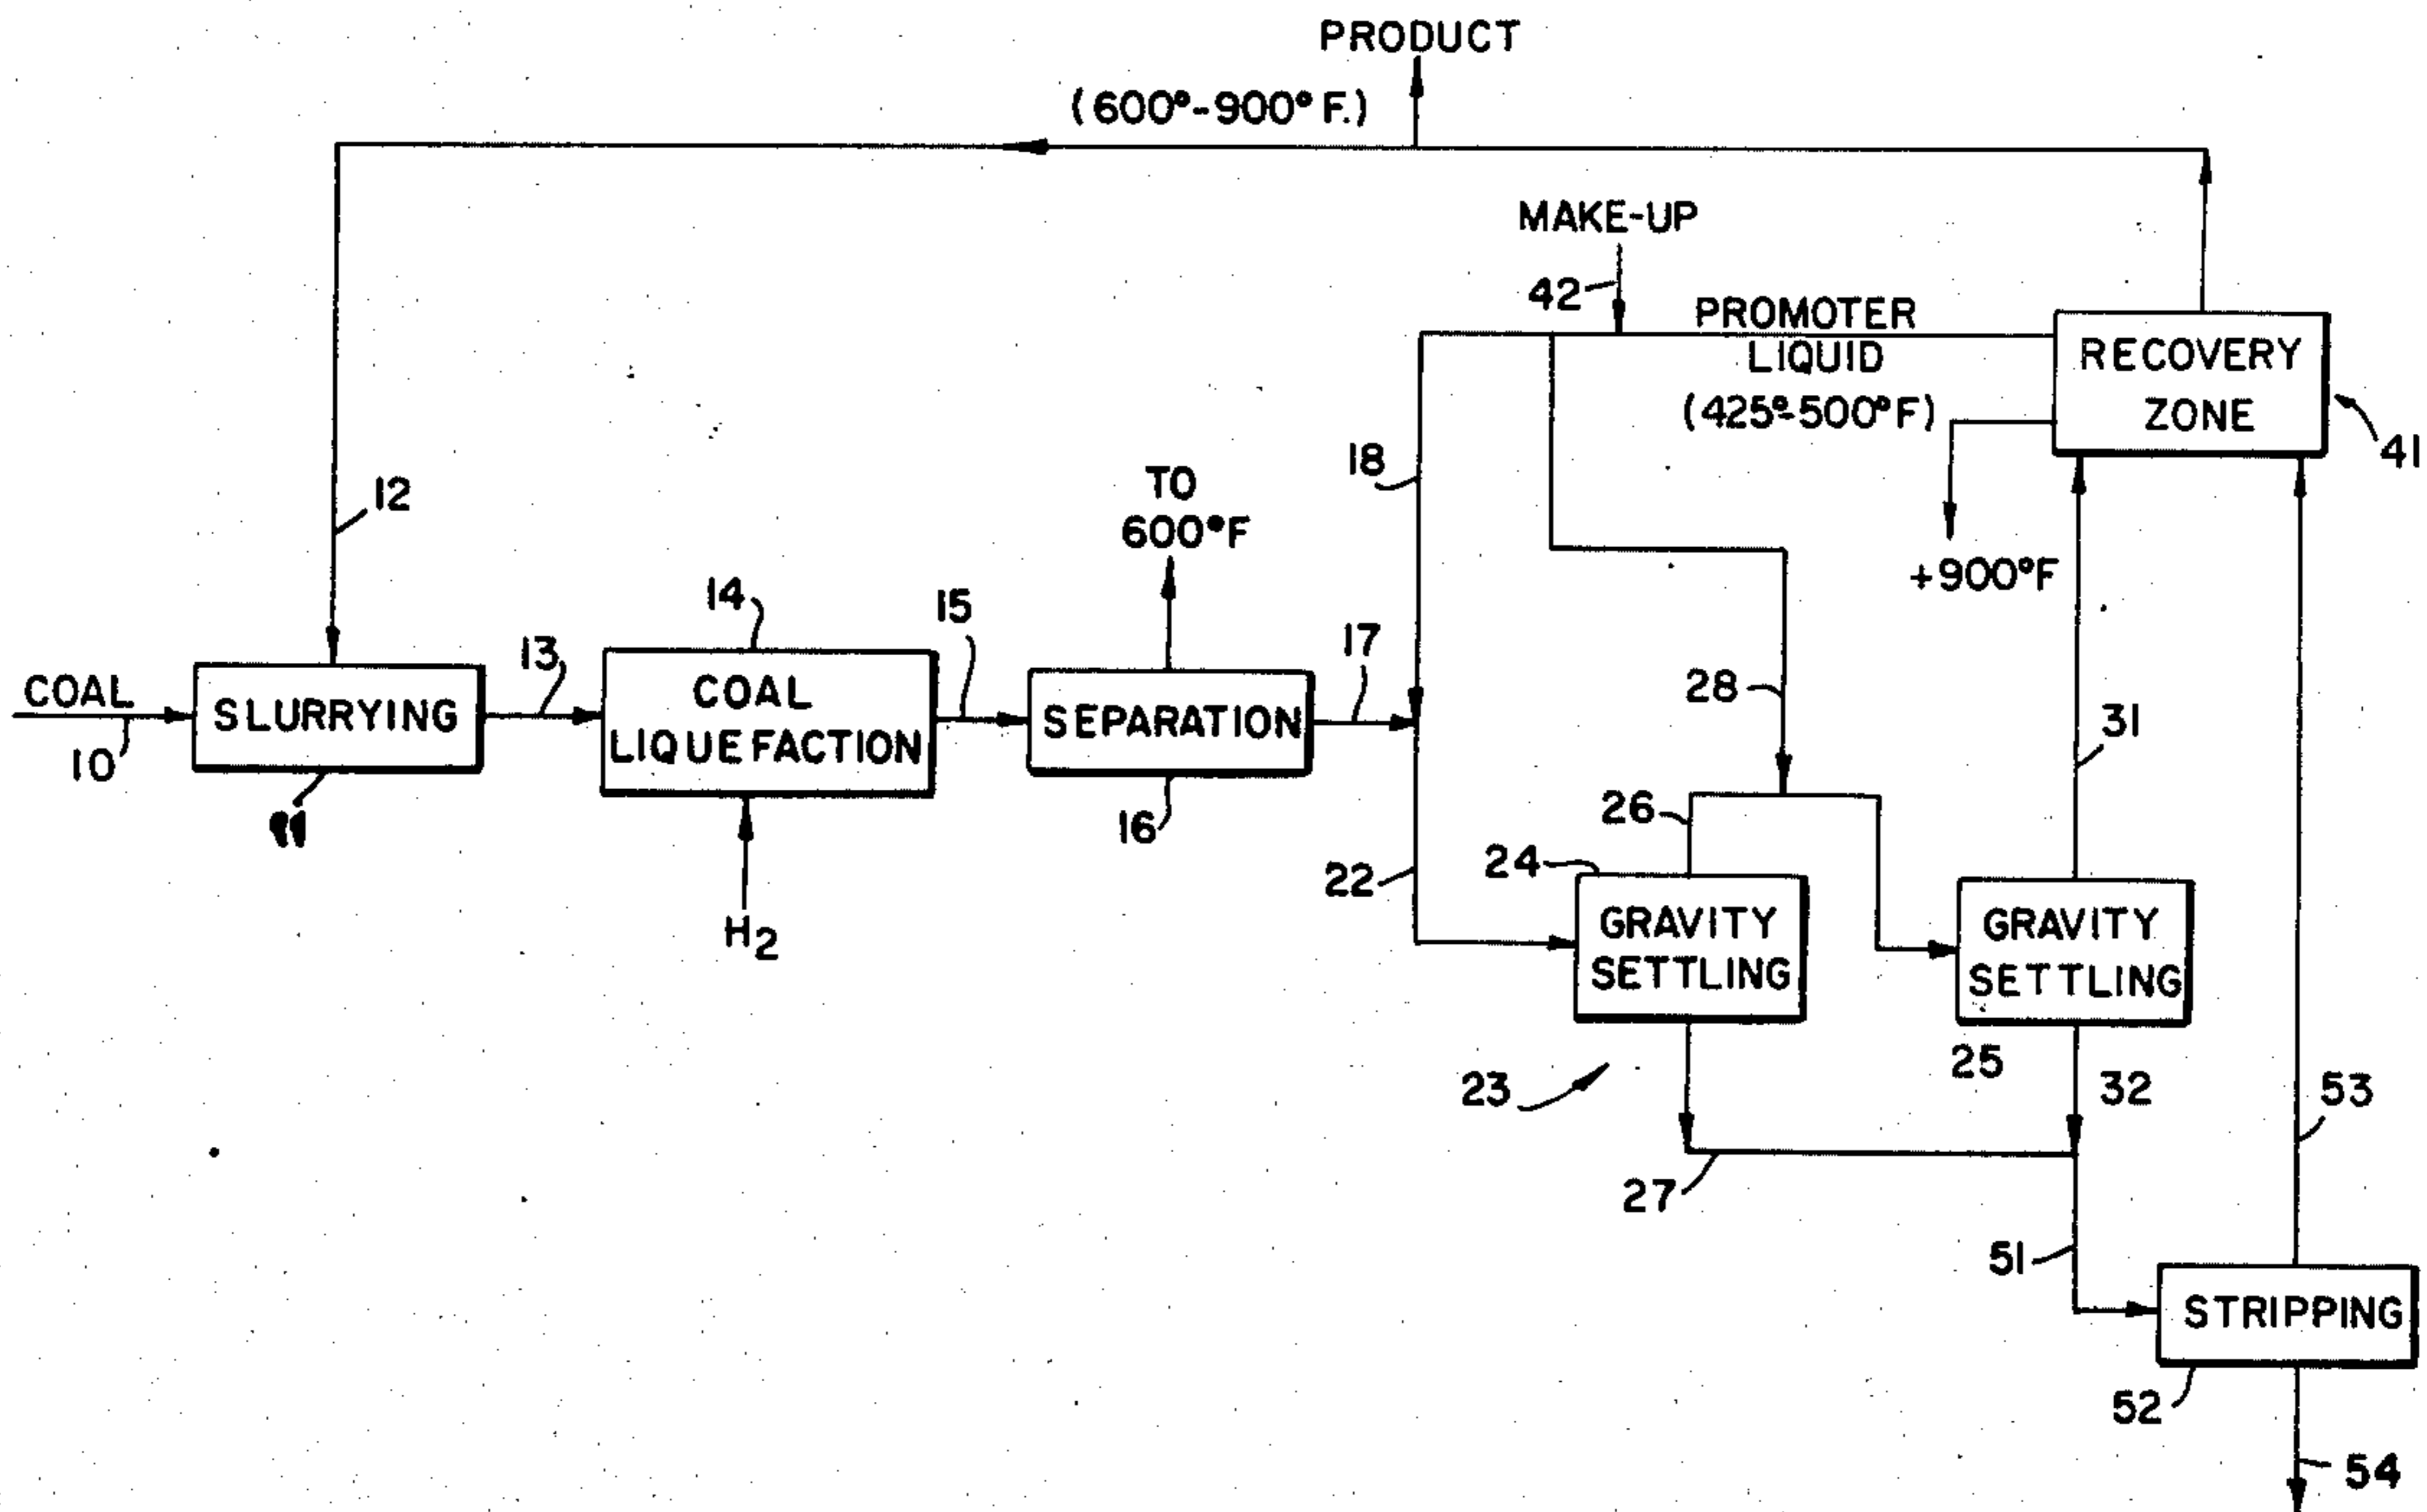 PRODUCT
(600°-900°F.)
MAKE-UP
42
PROMOTER
LIQUID
(425°-500°F)
RECOVERY
ZONE
41
18
12
TO
600°F
+900°F
14
15
17
13
28
31
COAL
10
SLURRYING
COAL
LIQUEFACTION
SEPARATION
16
26
24
22
H2
GRAVITY
SETTLING
GRAVITY
SETTLING
23
25
32
53
27
51
STRIPPING
52
54